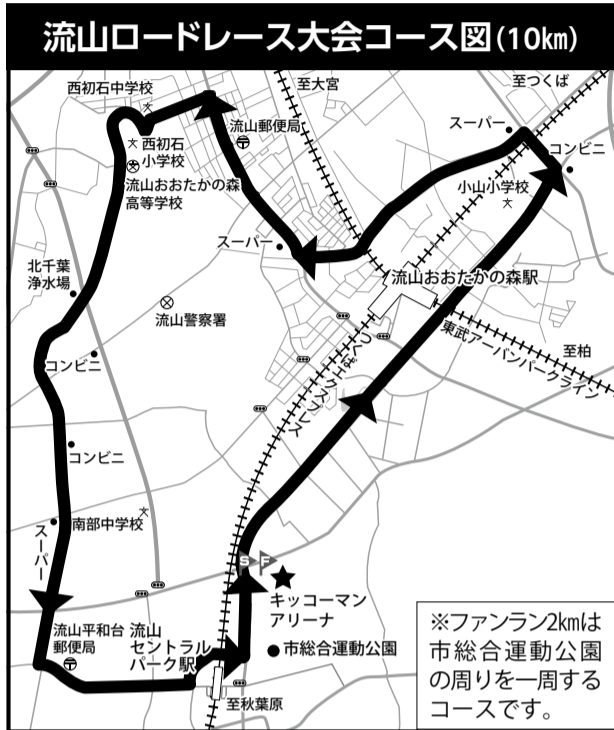 流山ロードレース大会コース図(10㎞)
西初石中学校
至大宮
至つくば
流山郵便局
スーパー
西初石
小学校
コンビニ
流山おおたかの森
高等学校
小山小学校
スーパー
北千葉
浄水場
流山おおたかの森駅
流山警察署
東武アーバンパークライン
至柏
つくばエクスプレス
コンビニ
コンビニ
南部中学校
スーパー
S F
キッコーマン
アリーナ
流山平和台
郵便局
流山
セントラル
パーク駅
市総合運動公園
至秋葉原
※ファンラン2㎞は
市総合運動公園
の周りを一周する
コースです。